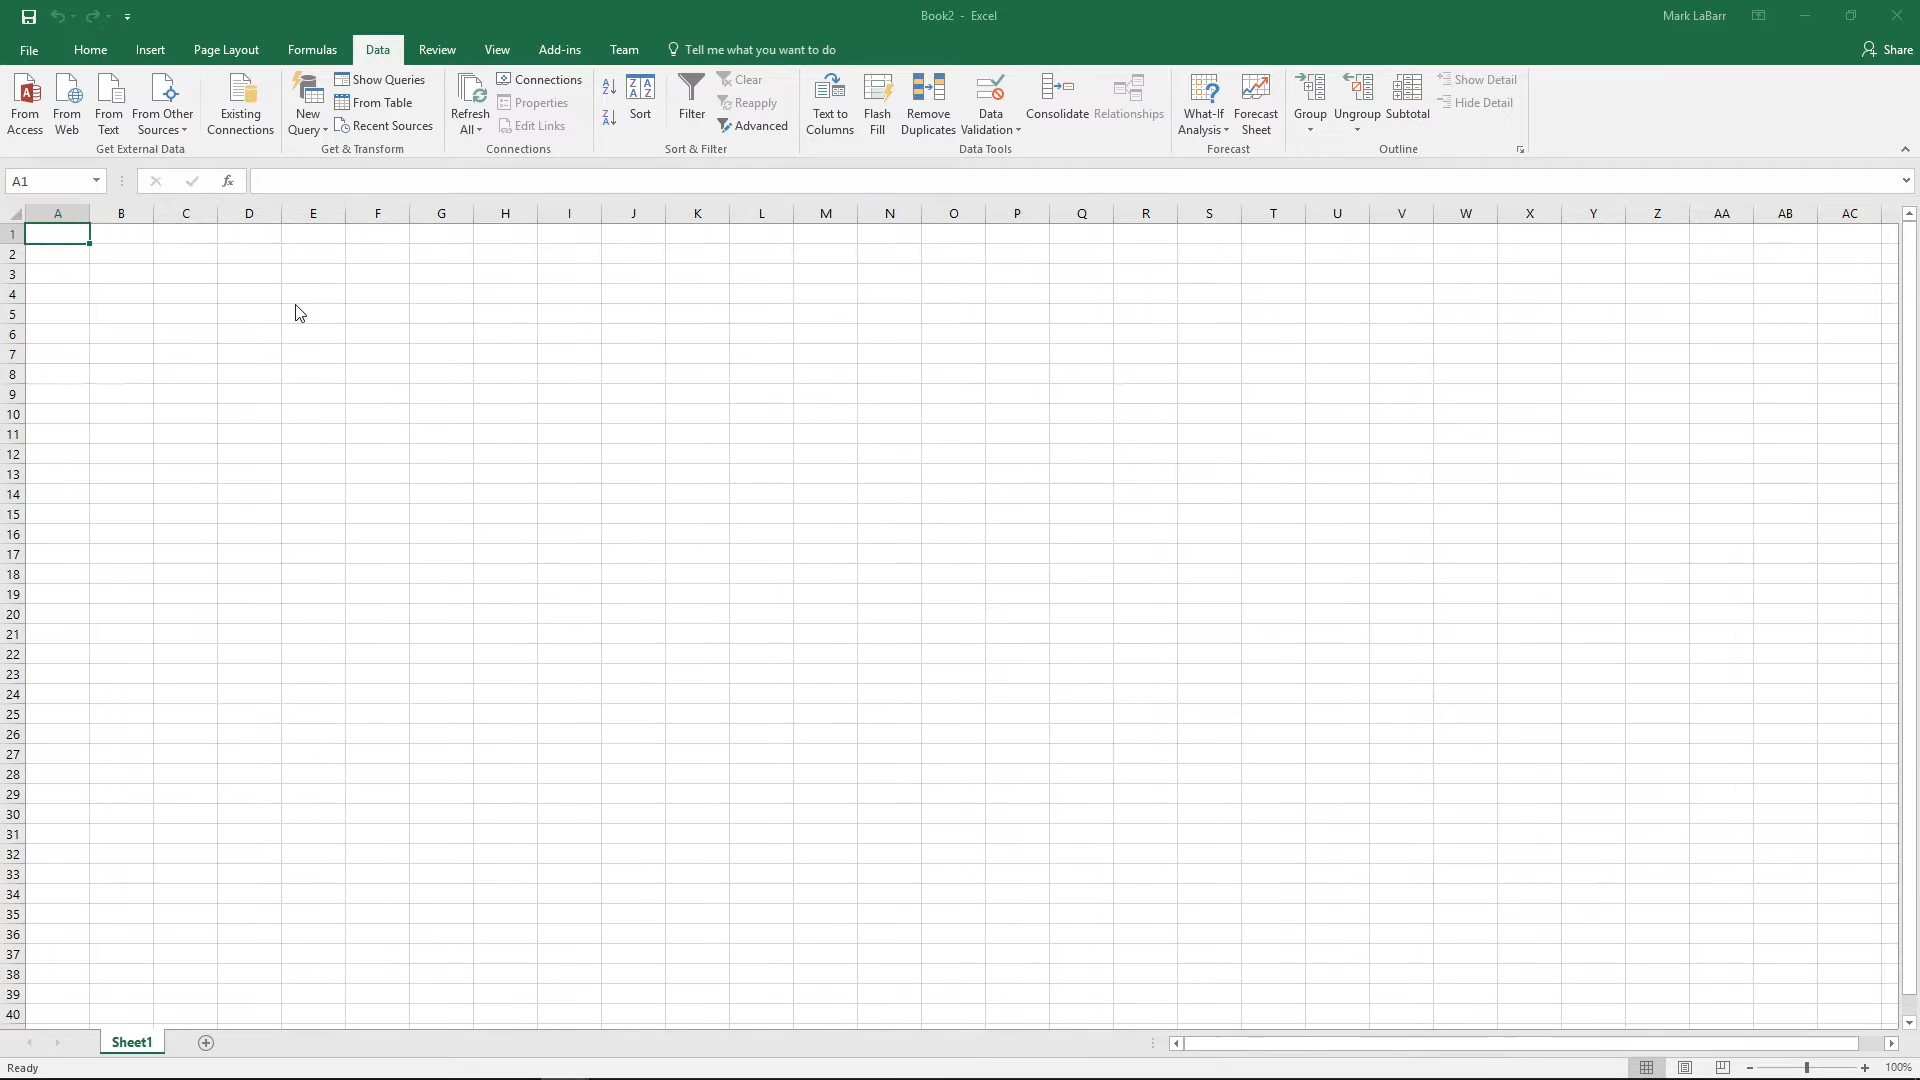 Book2 - Excel
Mark LaBarr
File Home Insert Page Layout Formulas Data Review View Add-ins Team Tell me what you want to do Share
From Access
From Web
From Text
From Other Sources
Existing Connections
Get External Data
New Query
Show Queries
From Table
Recent Sources
Get & Transform
Refresh All
Connections
Properties
Edit Links
Connections
Sort
Filter
Clear
Reapply
Advanced
Sort & Filter
Text to Columns
Flash Fill
Remove Duplicates
Data Validation
Consolidate
Relationships
Data Tools
What-If Analysis
Forecast Sheet
Forecast
Group
Ungroup
Subtotal
Show Detail
Hide Detail
Outline
A1
fx
A B C D E F G H I J K L M N O P Q R S T U V W X Y Z AA AB AC
1
2
3
4
5
6
7
8
9
10
11
12
13
14
15
16
17
18
19
20
21
22
23
24
25
26
27
28
29
30
31
32
33
34
35
36
37
38
39
40
Sheet1
Ready
100%